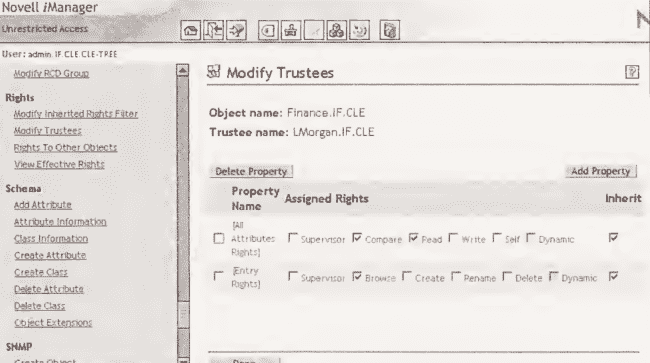 Novell iManager
Unrestricted Access
User: admin.IF.CLE.CLE-TREE
Modify RCD Group
Rights
Modify Inherited Rights Filter
Modify Trustees
Rights To Other Objects
View Effective Rights
Schema
Add Attribute
Attribute Information
Class Information
Create Attribute
Create Class
Delete Attribute
Delete Class
Object Extensions
SNMP
Create Object
Modify Trustees
?
Object name: Finance.IF.CLE
Trustee name: LMorgan.IF.CLE
Delete Property
Add Property
Property Name Assigned Rights Inherit
[All Attributes Rights] Supervisor Compare Read Write Self Dynamic
[Entry Rights] Supervisor Browse Create Rename Delete Dynamic